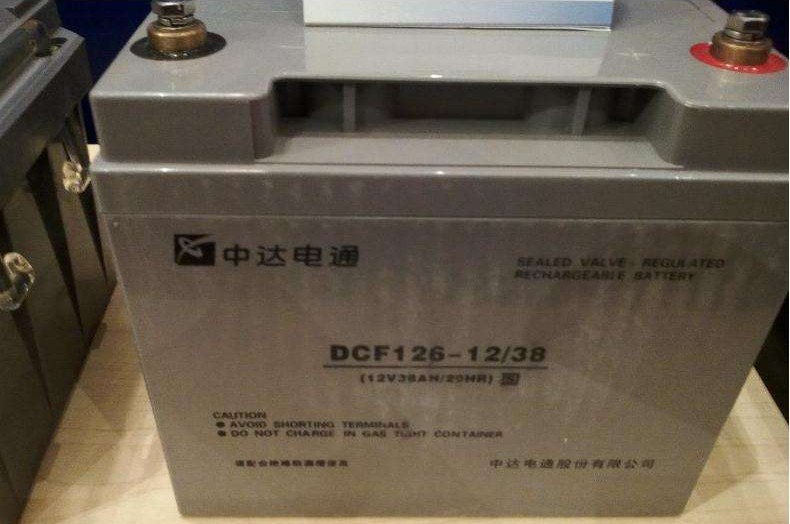 中达电通
SEALED VALVE-REGULATED
RECHARGEABLE BATTERY
DCF126-12/38
(12V38AH/20HR)
CAUTION
● AVOID SHORTING TERMINALS
● DO NOT CHARGE IN GAS TIGHT CONTAINER
中达电通股份有限公司